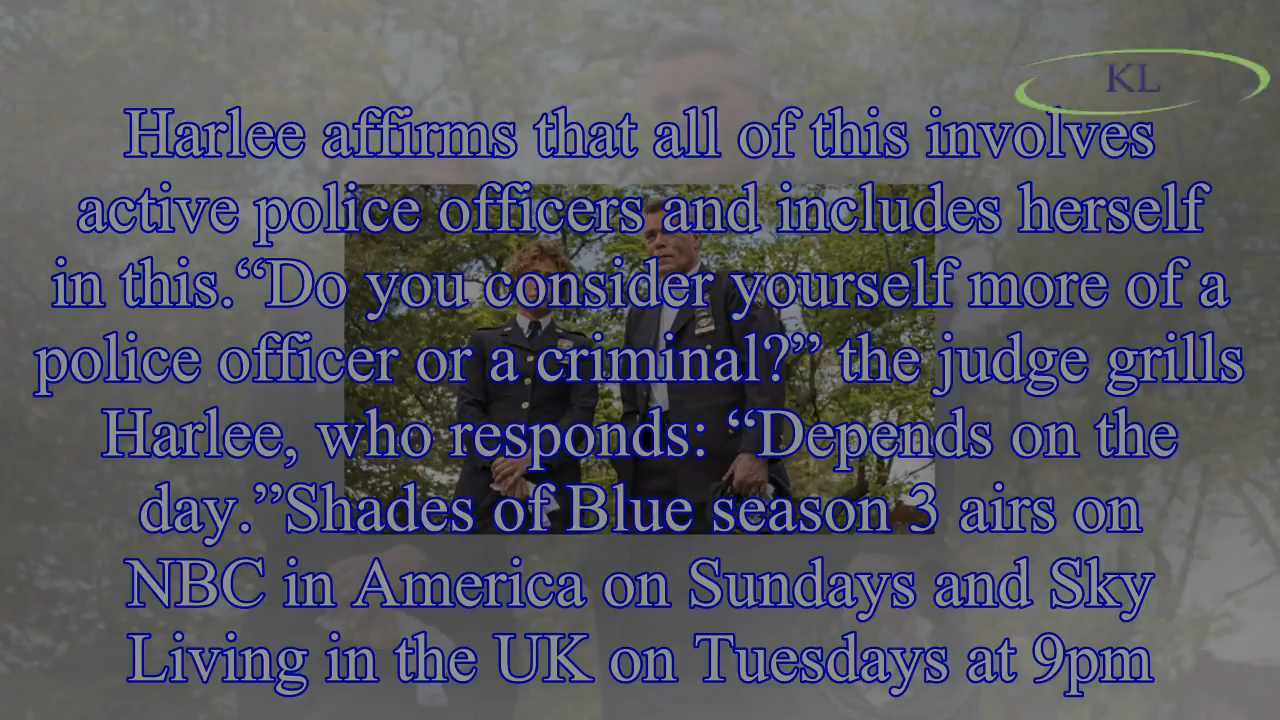 KL
Harlee affirms that all of this involves
active police officers and includes herself
in this.“Do you consider yourself more of a
police officer or a criminal?” the judge grills
Harlee, who responds: “Depends on the
day.”Shades of Blue season 3 airs on
NBC in America on Sundays and Sky
Living in the UK on Tuesdays at 9pm